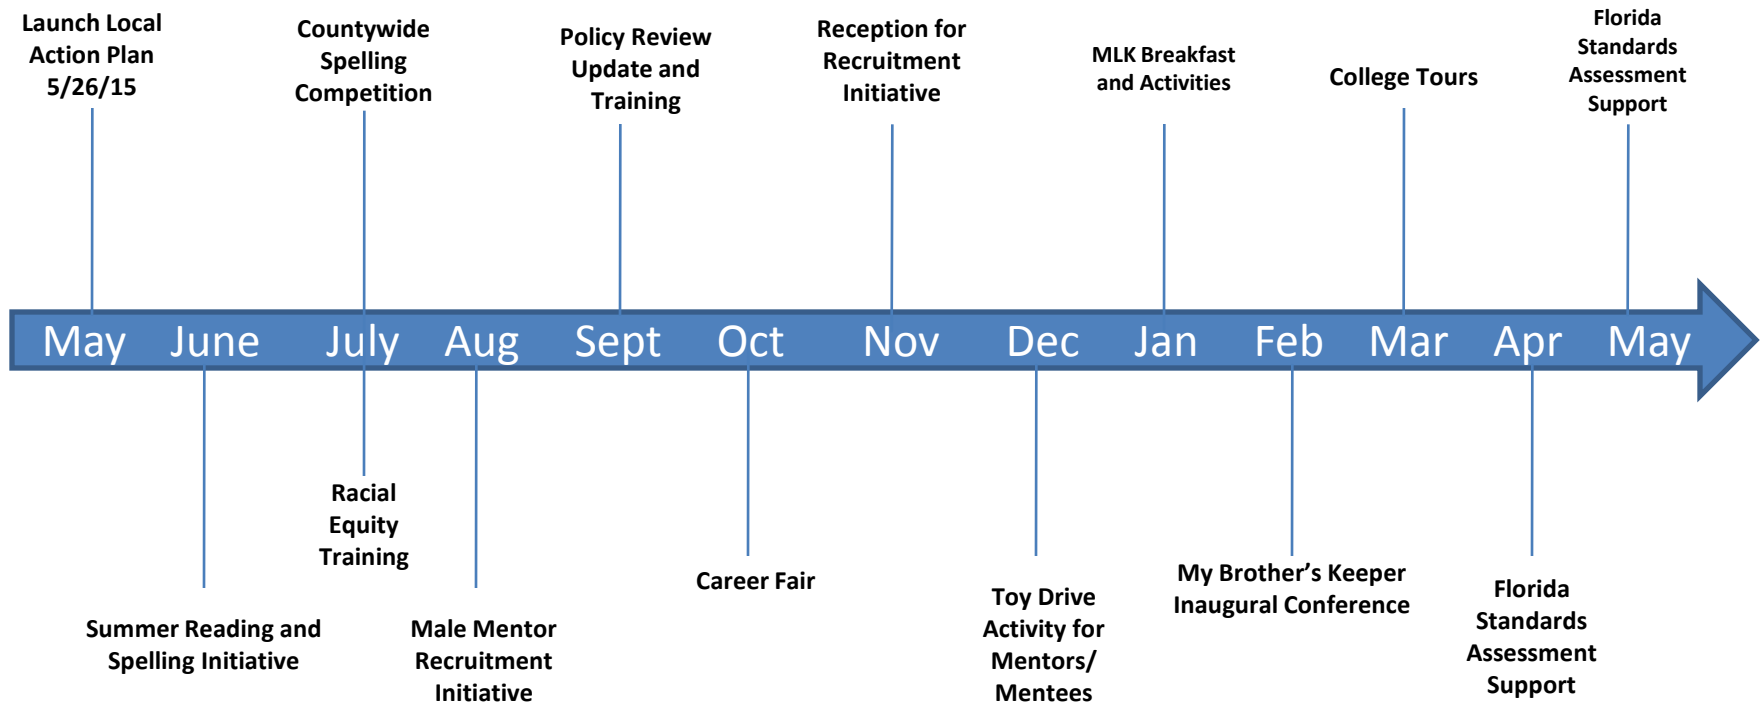 Launch Local
Action Plan
5/26/15
Countywide
Spelling
Competition
Policy Review
Update and
Training
Reception for
Recruitment
Initiative
MLK Breakfast
and Activities
College Tours
Florida
Standards
Assessment
Support
May June July Aug Sept Oct Nov Dec Jan Feb Mar Apr May
Summer Reading and
Spelling Initiative
Racial
Equity
Training
Male Mentor
Recruitment
Initiative
Career Fair
Toy Drive
Activity for
Mentors/
Mentees
My Brother’s Keeper
Inaugural Conference
Florida
Standards
Assessment
Support